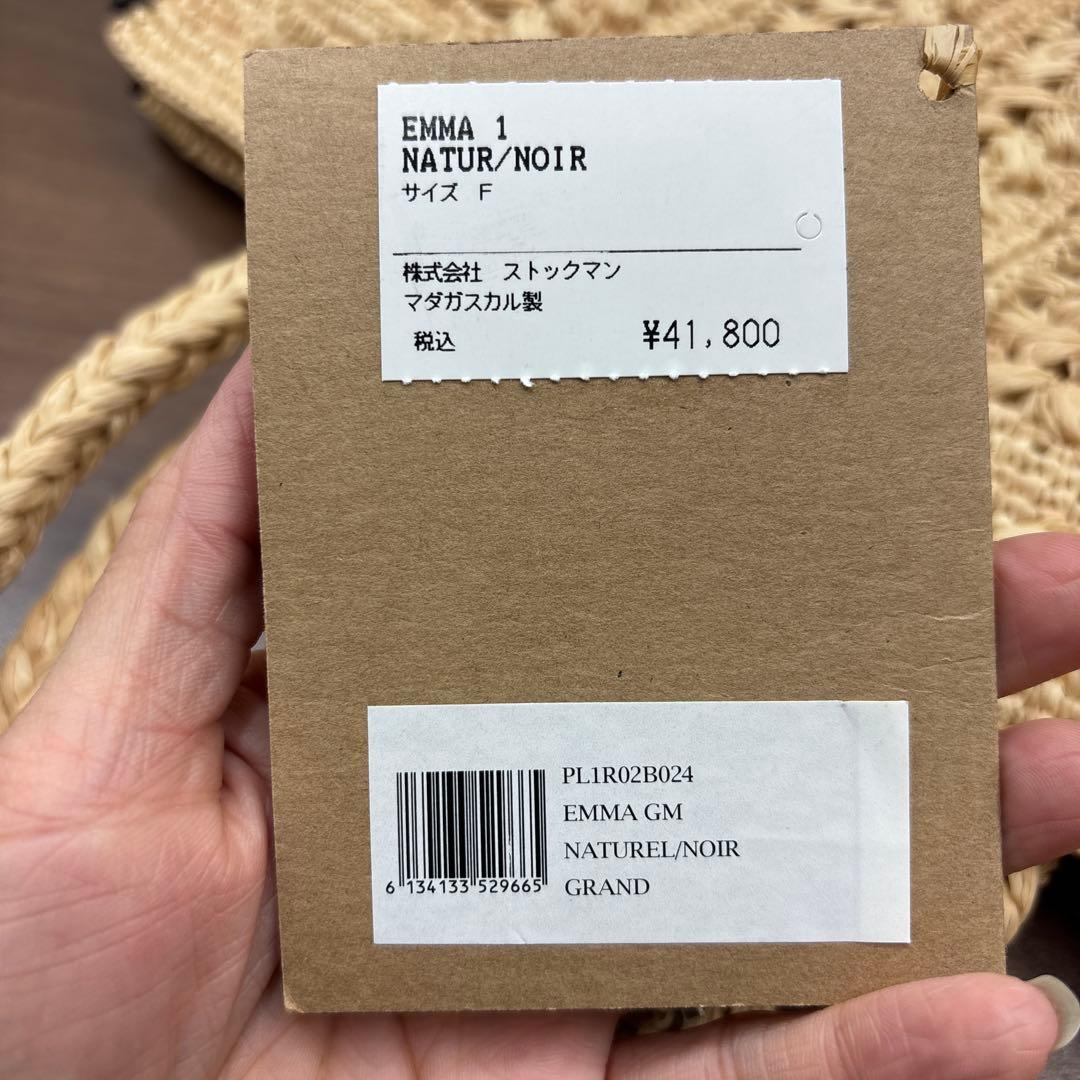 EMMA 1
NATUR/NOIR
サイズ F
株式会社 ストックマン
マダガスカル製
税込 ¥41,800
PL1R02B024
EMMA GM
NATUREL/NOIR
GRAND
6 134133 529665